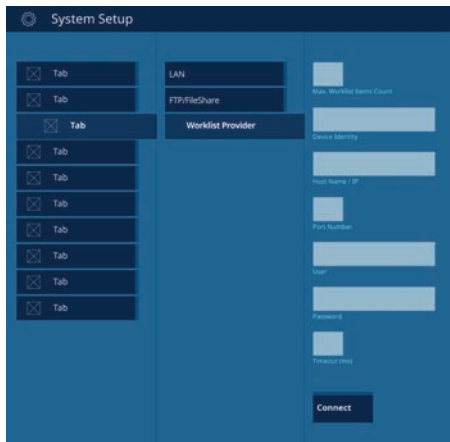 System Setup
Tab
Tab
Tab
Tab
Tab
Tab
Tab
Tab
Tab
Tab
LAN
FTP/FileShare
Worklist Provider
Max. Worklist Items Count
Device Identity
Host Name / IP
Port Number
User
Password
Timeout (ms)
Connect